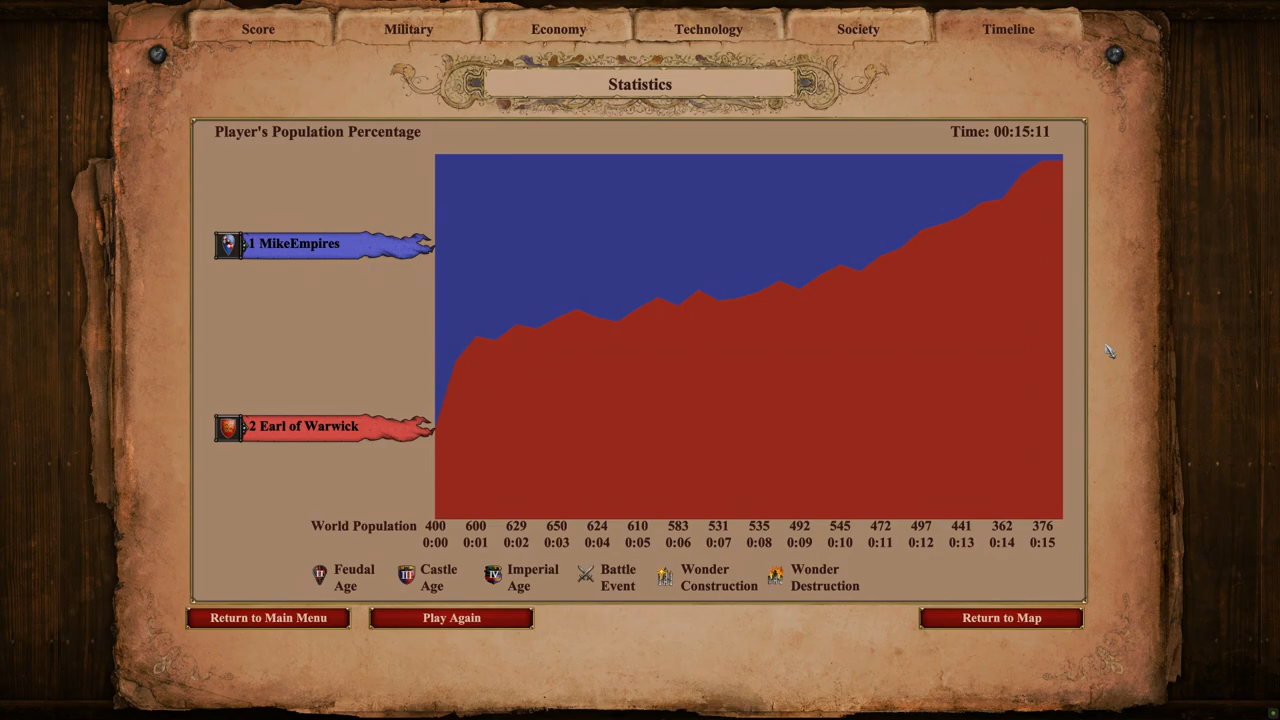 Score Military Economy Technology Society Timeline
Statistics
Player's Population Percentage
Time: 00:15:11
1 MikeEmpires
2 Earl of Warwick
World Population 400 600 629 650 624 610 583 531 535 492 545 472 497 441 362 376
0:00 0:01 0:02 0:03 0:04 0:05 0:06 0:07 0:08 0:09 0:10 0:11 0:12 0:13 0:14 0:15
II Feudal Age
III Castle Age
IV Imperial Age
Battle Event
Wonder Construction
Wonder Destruction
Return to Main Menu
Play Again
Return to Map